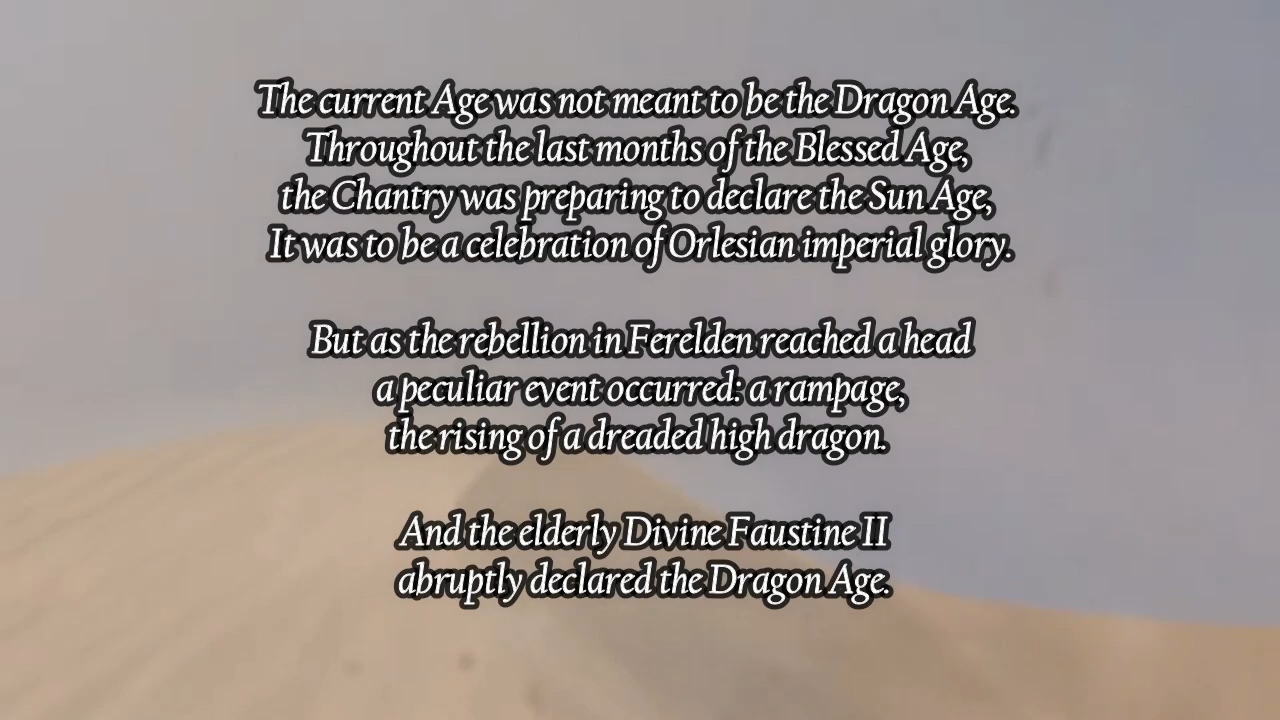 The current Age was not meant to be the Dragon Age.
Throughout the last months of the Blessed Age,
the Chantry was preparing to declare the Sun Age,
It was to be a celebration of Orlesian imperial glory.
But as the rebellion in Ferelden reached a head
a peculiar event occurred: a rampage,
the rising of a dreaded high dragon.
And the elderly Divine Faustine II
abruptly declared the Dragon Age.